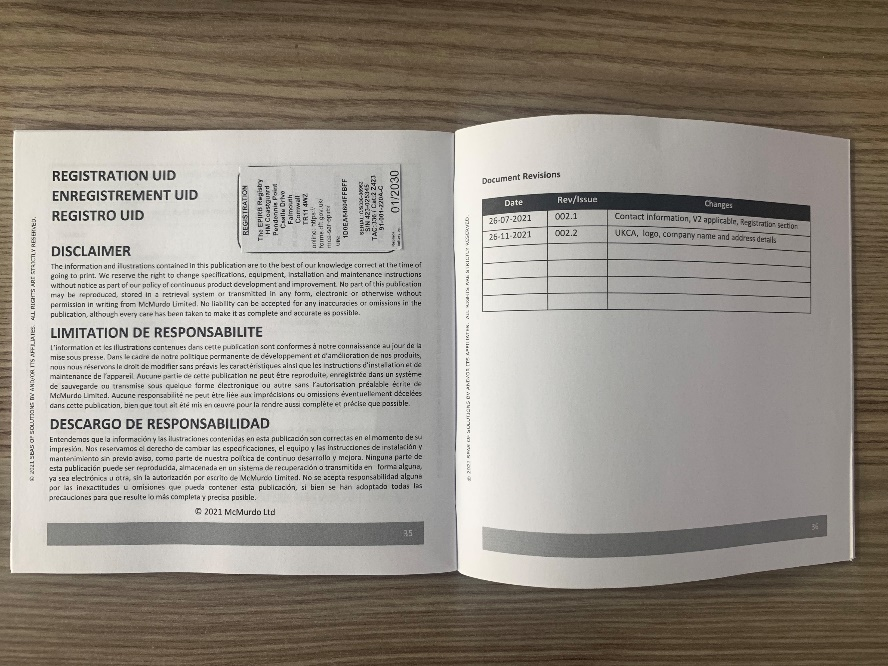 REGISTRATION UID
ENREGISTREMENT UID
REGISTRO UID
REGISTRATION
The EPIRB Registry
HM Coastguard
Pendennis Point
Castle Drive
Falmouth
Cornwall
TR11 4WZ
01/2030
DISCLAIMER
The information and illustrations contained in this publication are to the best of our knowledge correct at the time of
going to print. We reserve the right to change specifications, equipment, installation and maintenance instructions
without notice as part of our policy of continuous product development and improvement. No part of this publication
may be reproduced, stored in a retrieval system or transmitted in any form, electronic or otherwise without
permission in writing from McMurdo Limited. No liability can be accepted for any inaccuracies or omissions in the
publication, although every care has been taken to make it as complete and accurate as possible.
LIMITATION DE RESPONSABILITE
L'information et les illustrations contenues dans cette publication sont conformes à notre connaissance au jour de la
mise sous presse. Dans le cadre de notre politique permanente de développement et d'amélioration de nos produits,
nous nous réservons le droit de modifier sans préavis les caractéristiques ainsi que les instructions d'installation et de
maintenance de l'appareil. Aucune partie de cette publication ne peut être reproduite, enregistrée dans un système
de sauvegarde ou transmise sous quelque forme électronique ou autre sans l'autorisation préalable écrite de
McMurdo Limited. Aucune responsabilité ne peut être liée aux imprécisions ou omissions éventuellement décelées
dans cette publication, bien que tout ait été mis en œuvre pour la rendre aussi complète et précise que possible.
DESCARGO DE RESPONSABILIDAD
Entendemos que la información y las ilustraciones contenidas en esta publicación son correctas en el momento de su
impresión. Nos reservamos el derecho de cambiar las especificaciones, el equipo y las instrucciones de instalación y
mantenimiento sin previo aviso, como parte de nuestra política de continuo desarrollo y mejora. Ninguna parte de
esta publicación puede ser reproducida, almacenada en un sistema de recuperación o transmitida en forma alguna,
ya sea electrónica u otra, sin la autorización por escrito de McMurdo Limited. No se acepta responsabilidad alguna
por las inexactitudes u omisiones que pueda contener esta publicación, si bien se han adoptado todas las
precauciones para que resulte lo más completa y precisa posible.
© 2021 McMurdo Ltd
35
© 2021 SEAS OF SOLUTIONS BV AND/OR ITS AFFILIATES. ALL RIGHTS ARE STRICTLY RESERVED.
Document Revisions
Date Rev/Issue Changes
26-07-2021 002.1 Contact information, V2 applicable, Registration section
26-11-2021 002.2 UKCA, logo, company name and address details
© 2021 SEAS OF SOLUTIONS BV AND/OR ITS AFFILIATES. ALL RIGHTS ARE STRICTLY RESERVED.
36